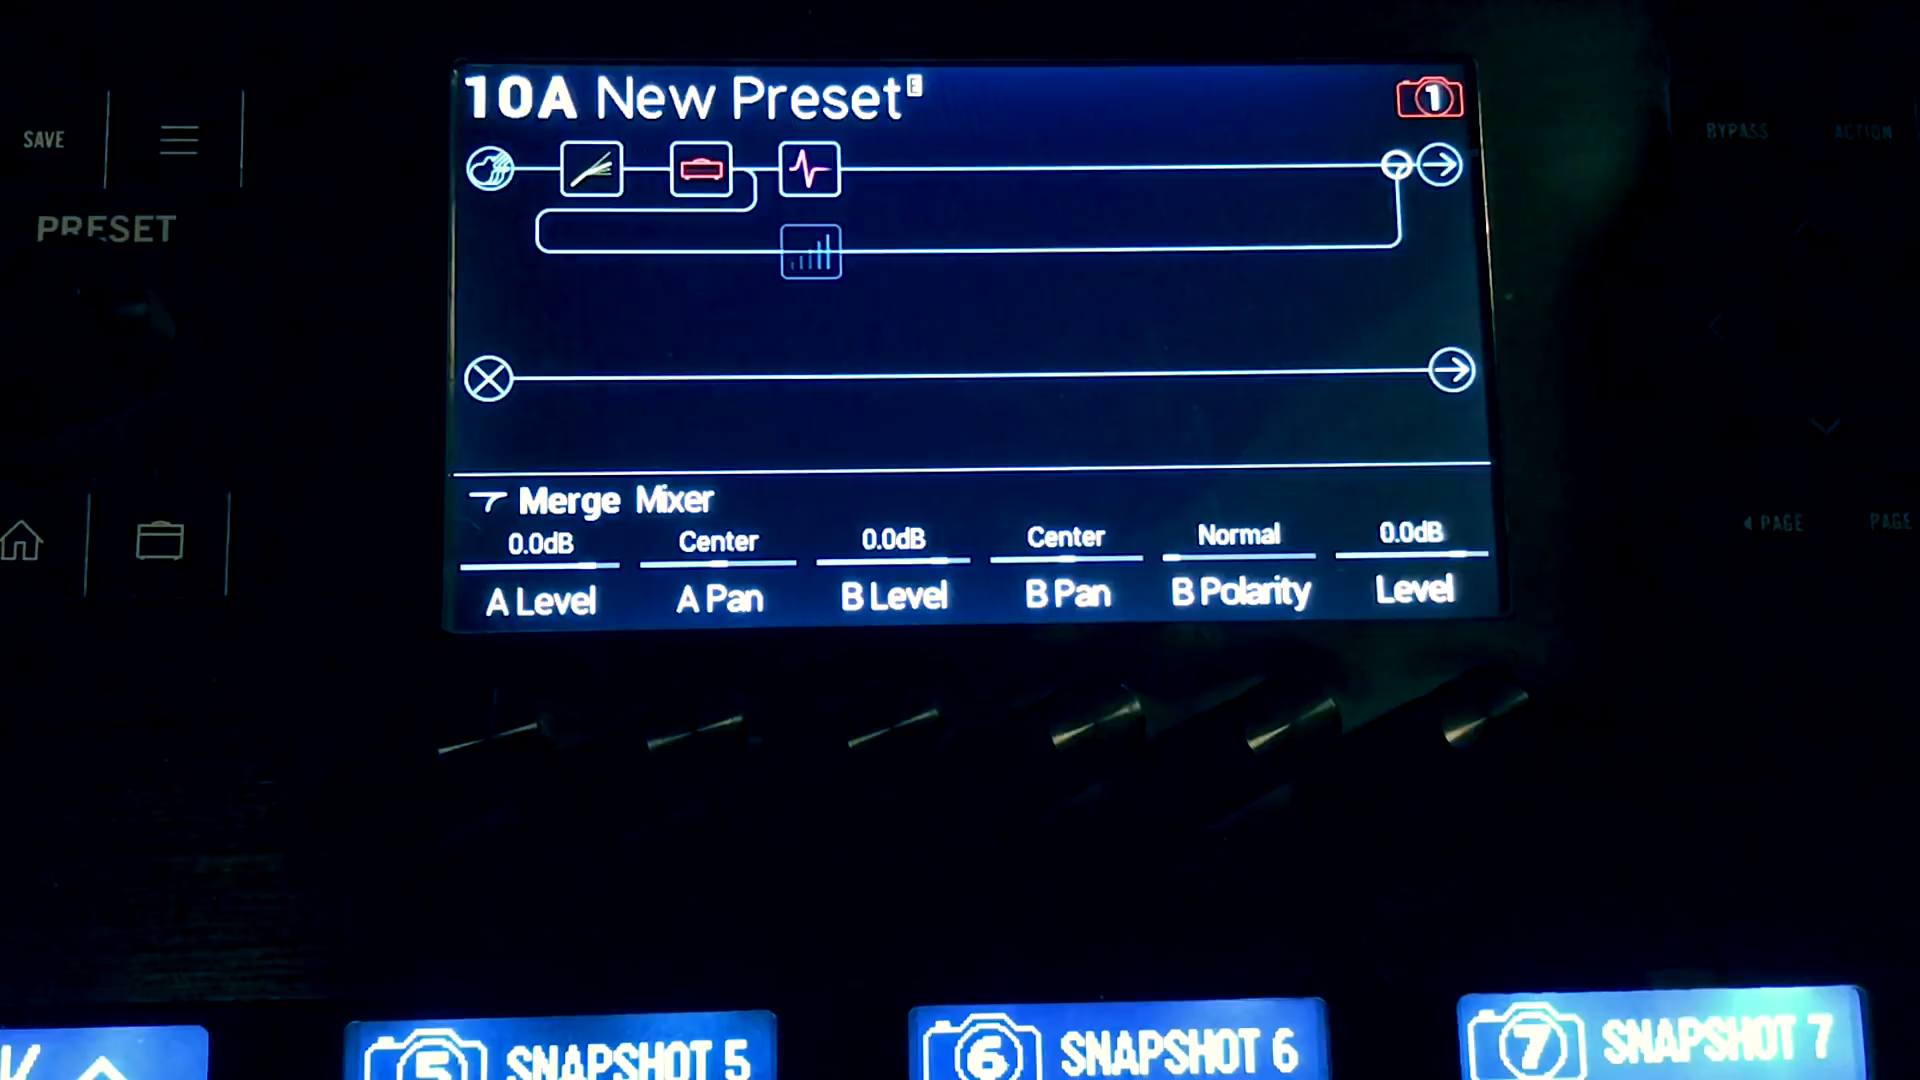 10A New Preset E
1
SAVE
BYPASS ACTION
PRESET
Merge Mixer
0.0dB Center 0.0dB Center Normal 0.0dB
A Level A Pan B Level B Pan B Polarity Level
PAGE PAGE
K
5 SNAPSHOT 5
6 SNAPSHOT 6
7 SNAPSHOT 7